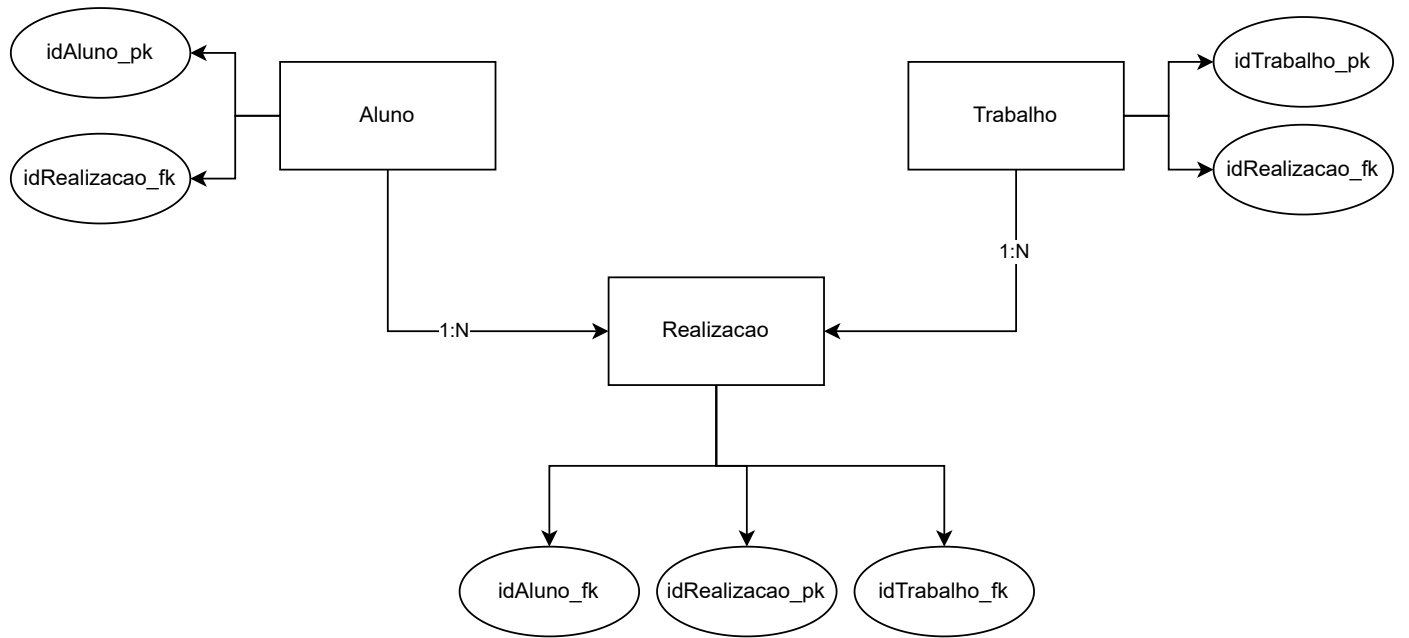 idAluno_pk
idRealizacao_fk
Aluno
Trabalho
idTrabalho_pk
idRealizacao_fk
1:N
1:N
Realizacao
idAluno_fk
idRealizacao_pk
idTrabalho_fk